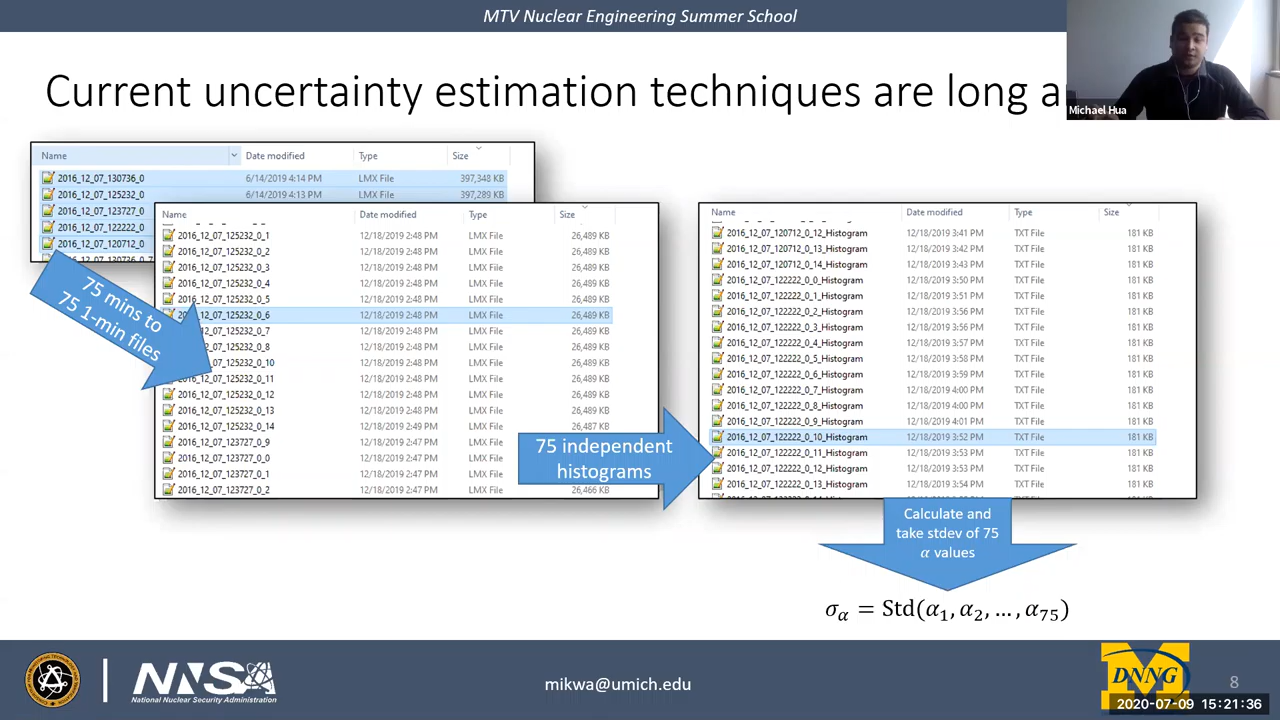 MTV Nuclear Engineering Summer School
Current uncertainty estimation techniques are long a
Michael Hua
Name Date modified Type Size
2016_12_07_130736_0 6/14/2019 4:14 PM LMX File 397,348 KB
2016_12_07_125232_0 6/14/2019 4:13 PM LMX File 397,289 KB
2016_12_07_123727_0
2016_12_07_122222_0
2016_12_07_120712_0
Name Date modified Type Size
2016_12_07_125232_0_1 12/18/2019 2:48 PM LMX File 26,489 KB
2016_12_07_125232_0_2 12/18/2019 2:48 PM LMX File 26,489 KB
2016_12_07_125232_0_3 12/18/2019 2:48 PM LMX File 26,489 KB
2016_12_07_125232_0_4 12/18/2019 2:48 PM LMX File 26,489 KB
2016_12_07_125232_0_5 12/18/2019 2:48 PM LMX File 26,489 KB
2016_12_07_125232_0_6 12/18/2019 2:48 PM LMX File 26,489 KB
_12_07_125232_0_7 12/18/2019 2:48 PM LMX File 26,489 KB
_07_125232_0_8 12/18/2019 2:48 PM LMX File 26,489 KB
_07_125232_0_10 12/18/2019 2:48 PM LMX File 26,489 KB
_07_125232_0_11 12/18/2019 2:48 PM LMX File 26,489 KB
2016_12_07_125232_0_12 12/18/2019 2:48 PM LMX File 26,489 KB
2016_12_07_125232_0_13 12/18/2019 2:48 PM LMX File 26,489 KB
2016_12_07_125232_0_14 12/18/2019 2:48 PM LMX File 26,487 KB
2016_12_07_123727_0_9 12/18/2019 2:47 PM LMX File
2016_12_07_123727_0_0 12/18/2019 2:47 PM LMX File
2016_12_07_123727_0_1 12/18/2019 2:47 PM LMX File
2016_12_07_123727_0_2 12/18/2019 2:47 PM LMX File 26,466 KB
75 mins to
75 1-min files
75 independent
histograms
Name Date modified Type Size
2016_12_07_120712_0_12_Histogram 12/18/2019 3:41 PM TXT File 181 KB
2016_12_07_120712_0_13_Histogram 12/18/2019 3:42 PM TXT File 181 KB
2016_12_07_120712_0_14_Histogram 12/18/2019 3:43 PM TXT File 181 KB
2016_12_07_122222_0_0_Histogram 12/18/2019 3:50 PM TXT File 181 KB
2016_12_07_122222_0_1_Histogram 12/18/2019 3:51 PM TXT File 181 KB
2016_12_07_122222_0_2_Histogram 12/18/2019 3:56 PM TXT File 181 KB
2016_12_07_122222_0_3_Histogram 12/18/2019 3:56 PM TXT File 181 KB
2016_12_07_122222_0_4_Histogram 12/18/2019 3:57 PM TXT File 181 KB
2016_12_07_122222_0_5_Histogram 12/18/2019 3:58 PM TXT File 181 KB
2016_12_07_122222_0_6_Histogram 12/18/2019 3:59 PM TXT File 181 KB
2016_12_07_122222_0_7_Histogram 12/18/2019 4:00 PM TXT File 181 KB
2016_12_07_122222_0_8_Histogram 12/18/2019 4:00 PM TXT File 181 KB
2016_12_07_122222_0_9_Histogram 12/18/2019 4:01 PM TXT File 181 KB
2016_12_07_122222_0_10_Histogram 12/18/2019 3:52 PM TXT File 181 KB
2016_12_07_122222_0_11_Histogram 12/18/2019 3:53 PM TXT File 181 KB
2016_12_07_122222_0_12_Histogram 12/18/2019 3:53 PM TXT File 181 KB
2016_12_07_122222_0_13_Histogram 12/18/2019 3:54 PM TXT File 181 KB
Calculate and
take stdev of 75
α values
σα = Std(α1, α2, … , α75)
NNSA
National Nuclear Security Administration
mikwa@umich.edu
DNNG
8
2020-07-09 15:21:36